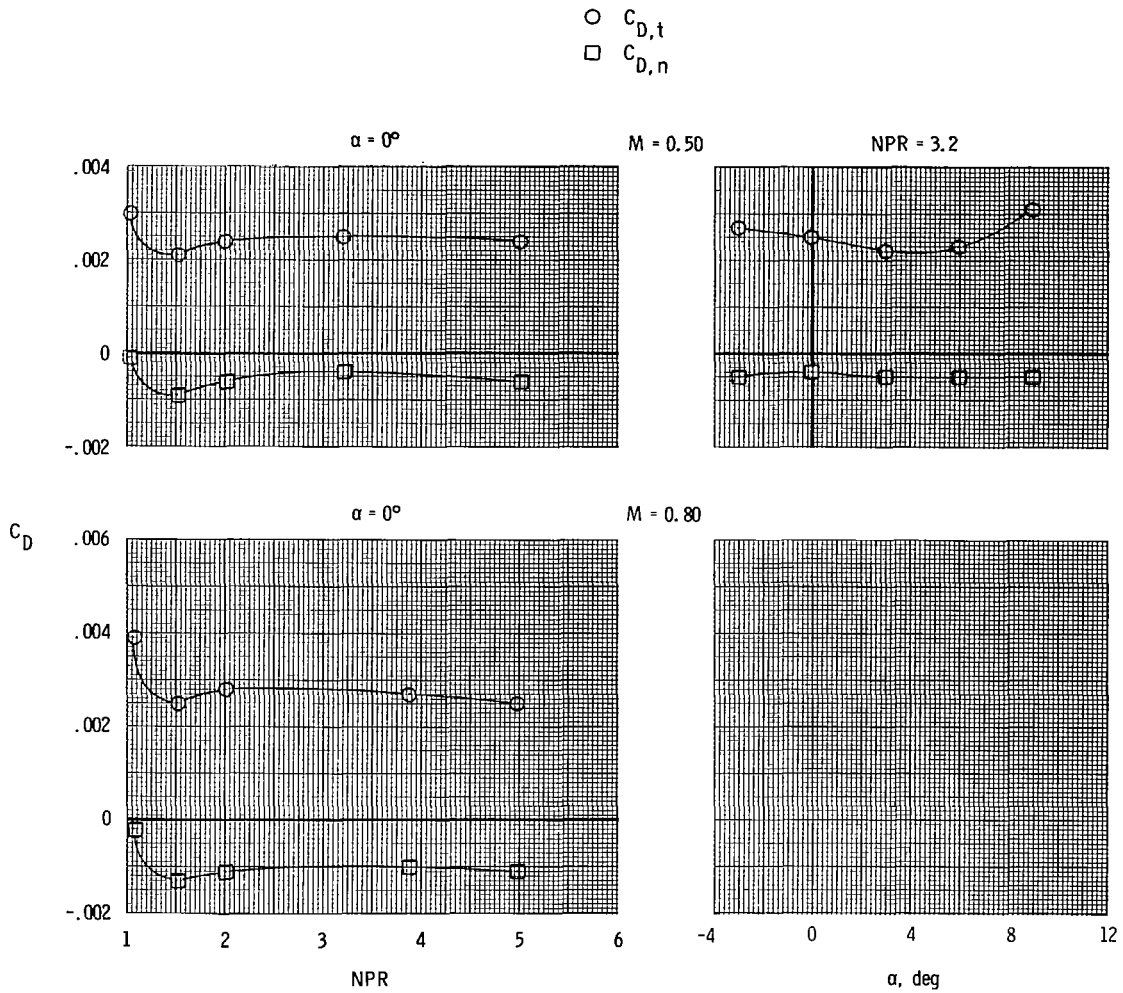 C_D,t
C_D,n
α = 0° M = 0.50 NPR = 3.2
.004
.002
0
-.002
α = 0° M = 0.80
C_D
.006
.004
.002
0
-.002
1 2 3 4 5 6
-4 0 4 8 12
NPR
α, deg